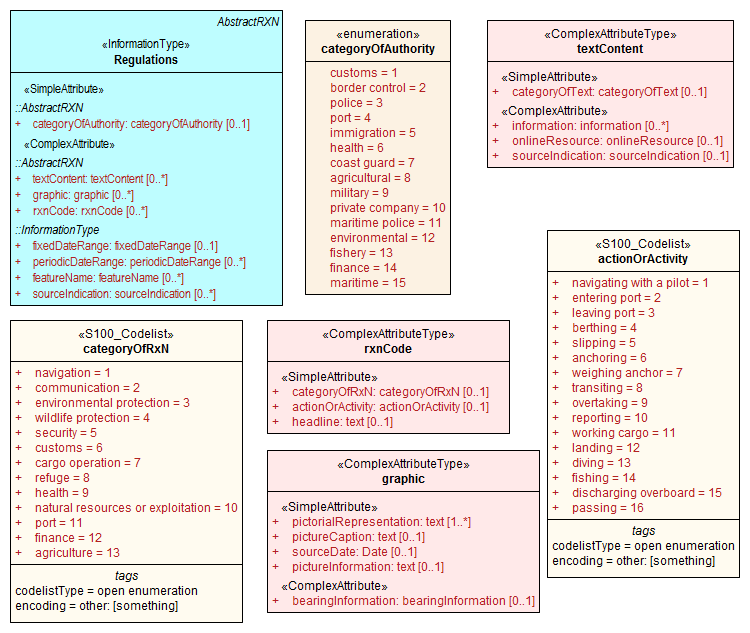 AbstractRXN
«InformationType»
Regulations
«SimpleAttribute»
::AbstractRXN
+ categoryOfAuthority: categoryOfAuthority [0..1]
«ComplexAttribute»
::AbstractRXN
+ textContent: textContent [0..*]
+ graphic: graphic [0..*]
+ rxnCode: rxnCode [0..*]
::InformationType
+ fixedDateRange: fixedDateRange [0..1]
+ periodicDateRange: periodicDateRange [0..*]
+ featureName: featureName [0..*]
+ sourceIndication: sourceIndication [0..*]
«enumeration»
categoryOfAuthority
customs = 1
border control = 2
police = 3
port = 4
immigration = 5
health = 6
coast guard = 7
agricultural = 8
military = 9
private company = 10
maritime police = 11
environmental = 12
fishery = 13
finance = 14
maritime = 15
«ComplexAttributeType»
textContent
«SimpleAttribute»
+ categoryOfText: categoryOfText [0..1]
«ComplexAttribute»
+ information: information [0..*]
+ onlineResource: onlineResource [0..1]
+ sourceIndication: sourceIndication [0..1]
«S100_Codelist»
actionOrActivity
+ navigating with a pilot = 1
+ entering port = 2
+ leaving port = 3
+ berthing = 4
+ slipping = 5
+ anchoring = 6
+ weighing anchor = 7
+ transiting = 8
+ overtaking = 9
+ reporting = 10
+ working cargo = 11
+ landing = 12
+ diving = 13
+ fishing = 14
+ discharging overboard = 15
+ passing = 16
tags
codelistType = open enumeration
encoding = other: [something]
«S100_Codelist»
categoryOfRxN
+ navigation = 1
+ communication = 2
+ environmental protection = 3
+ wildlife protection = 4
+ security = 5
+ customs = 6
+ cargo operation = 7
+ refuge = 8
+ health = 9
+ natural resources or exploitation = 10
+ port = 11
+ finance = 12
+ agriculture = 13
tags
codelistType = open enumeration
encoding = other: [something]
«ComplexAttributeType»
rxnCode
«SimpleAttribute»
+ categoryOfRxN: categoryOfRxN [0..1]
+ actionOrActivity: actionOrActivity [0..1]
+ headline: text [0..1]
«ComplexAttributeType»
graphic
«SimpleAttribute»
+ pictorialRepresentation: text [1..*]
+ pictureCaption: text [0..1]
+ sourceDate: Date [0..1]
+ pictureInformation: text [0..1]
«ComplexAttribute»
+ bearingInformation: bearingInformation [0..1]